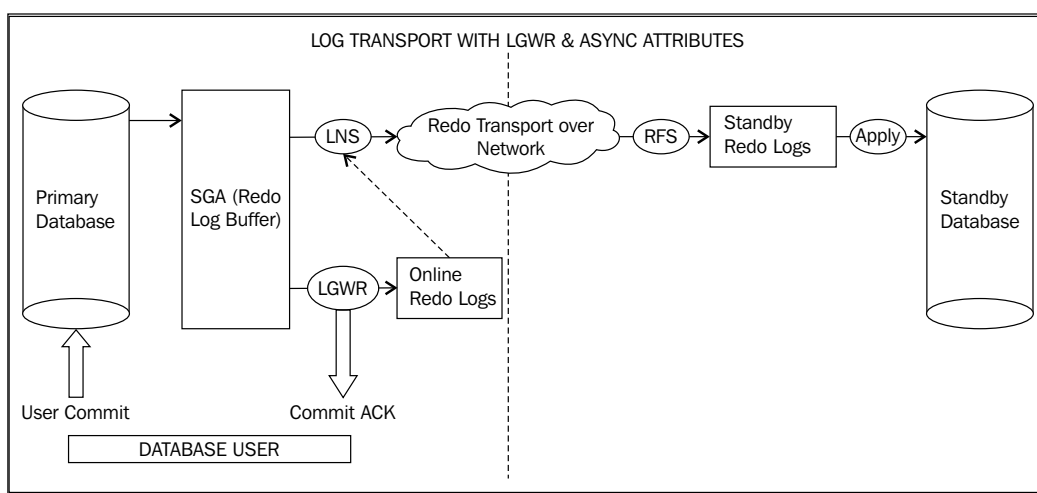 LOG TRANSPORT WITH LGWR & ASYNC ATTRIBUTES
Primary
Database
SGA (Redo
Log Buffer)
LNS
Redo Transport over
Network
RFS
Standby
Redo Logs
Apply
Standby
Database
LGWR
Online
Redo Logs
User Commit
Commit ACK
DATABASE USER